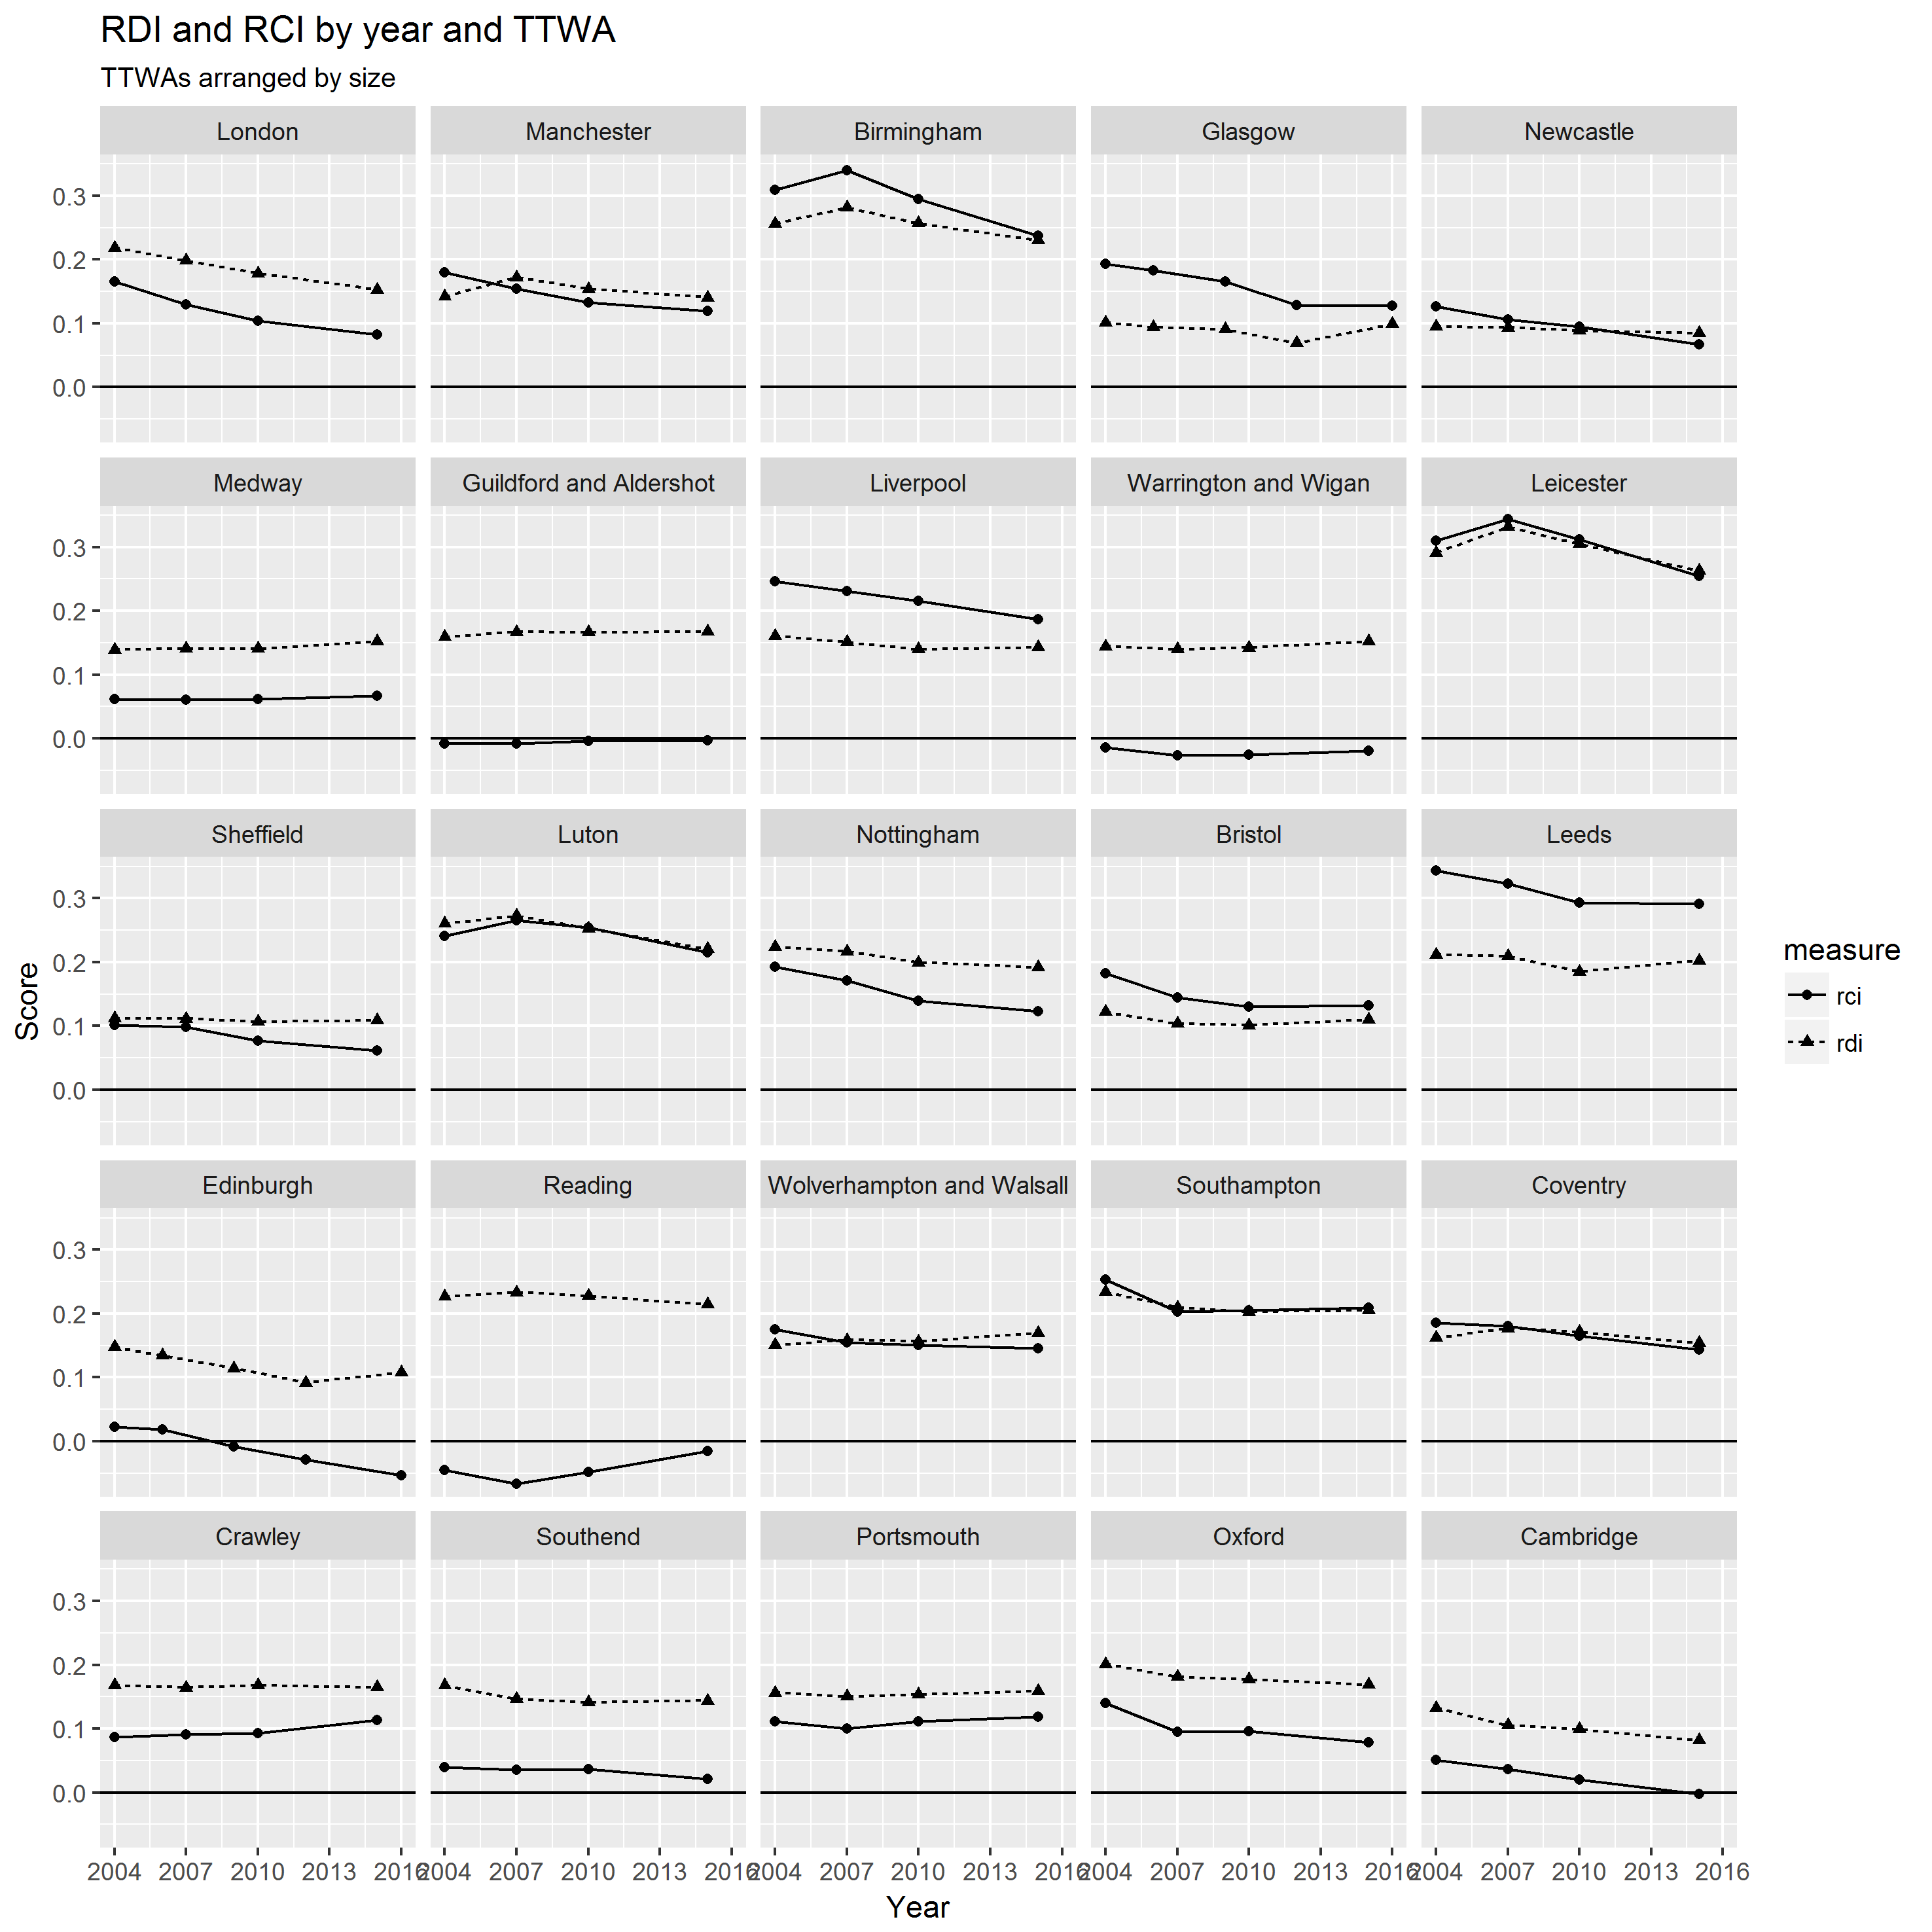 RDI and RCI by year and TTWA
TTWAs arranged by size
London Manchester Birmingham Glasgow Newcastle
0.3
0.2
0.1
0.0
Medway Guildford and Aldershot Liverpool Warrington and Wigan Leicester
0.3
0.2
0.1
0.0
Sheffield Luton Nottingham Bristol Leeds
0.3
0.2
0.1
0.0
Edinburgh Reading Wolverhampton and Walsall Southampton Coventry
0.3
0.2
0.1
0.0
Crawley Southend Portsmouth Oxford Cambridge
0.3
0.2
0.1
0.0
2004 2007 2010 2013 2016 2004 2007 2010 2013 2016 2004 2007 2010 2013 2016 2004 2007 2010 2013 2016 2004 2007 2010 2013 2016
Year
Score
measure
rci
rdi